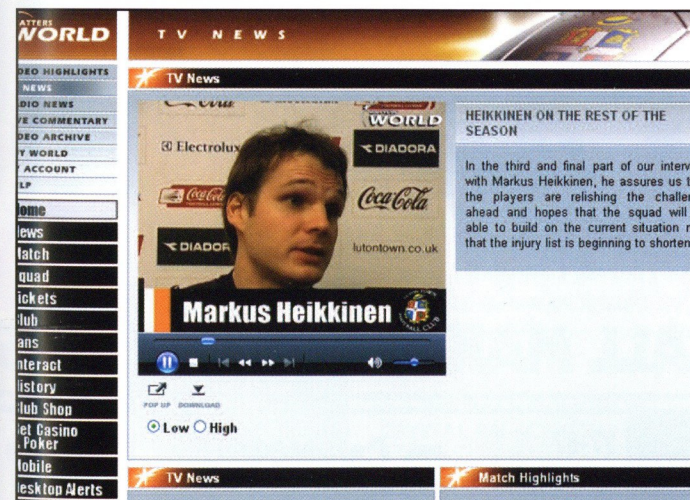 ATTERS
WORLD
TV NEWS
DEO HIGHLIGHTS
NEWS
DIO NEWS
VE COMMENTARY
DEO ARCHIVE
Y WORLD
ACCOUNT
LP
ome
ews
atch
quad
ickets
lub
ans
nteract
istory
lub Shop
et Casino
Poker
obile
esktop Alerts
TV News
WORLD
Electrolux
DIADORA
Coca-Cola
Coca-Cola
DIADOR
lutontown.co.uk
Markus Heikkinen
POP UP DOWNLOAD
Low High
HEIKKINEN ON THE REST OF THE
SEASON
In the third and final part of our interv
with Markus Heikkinen, he assures us t
the players are relishing the challen
ahead and hopes that the squad will
able to build on the current situation n
that the injury list is beginning to shorten
TV News
Match Highlights